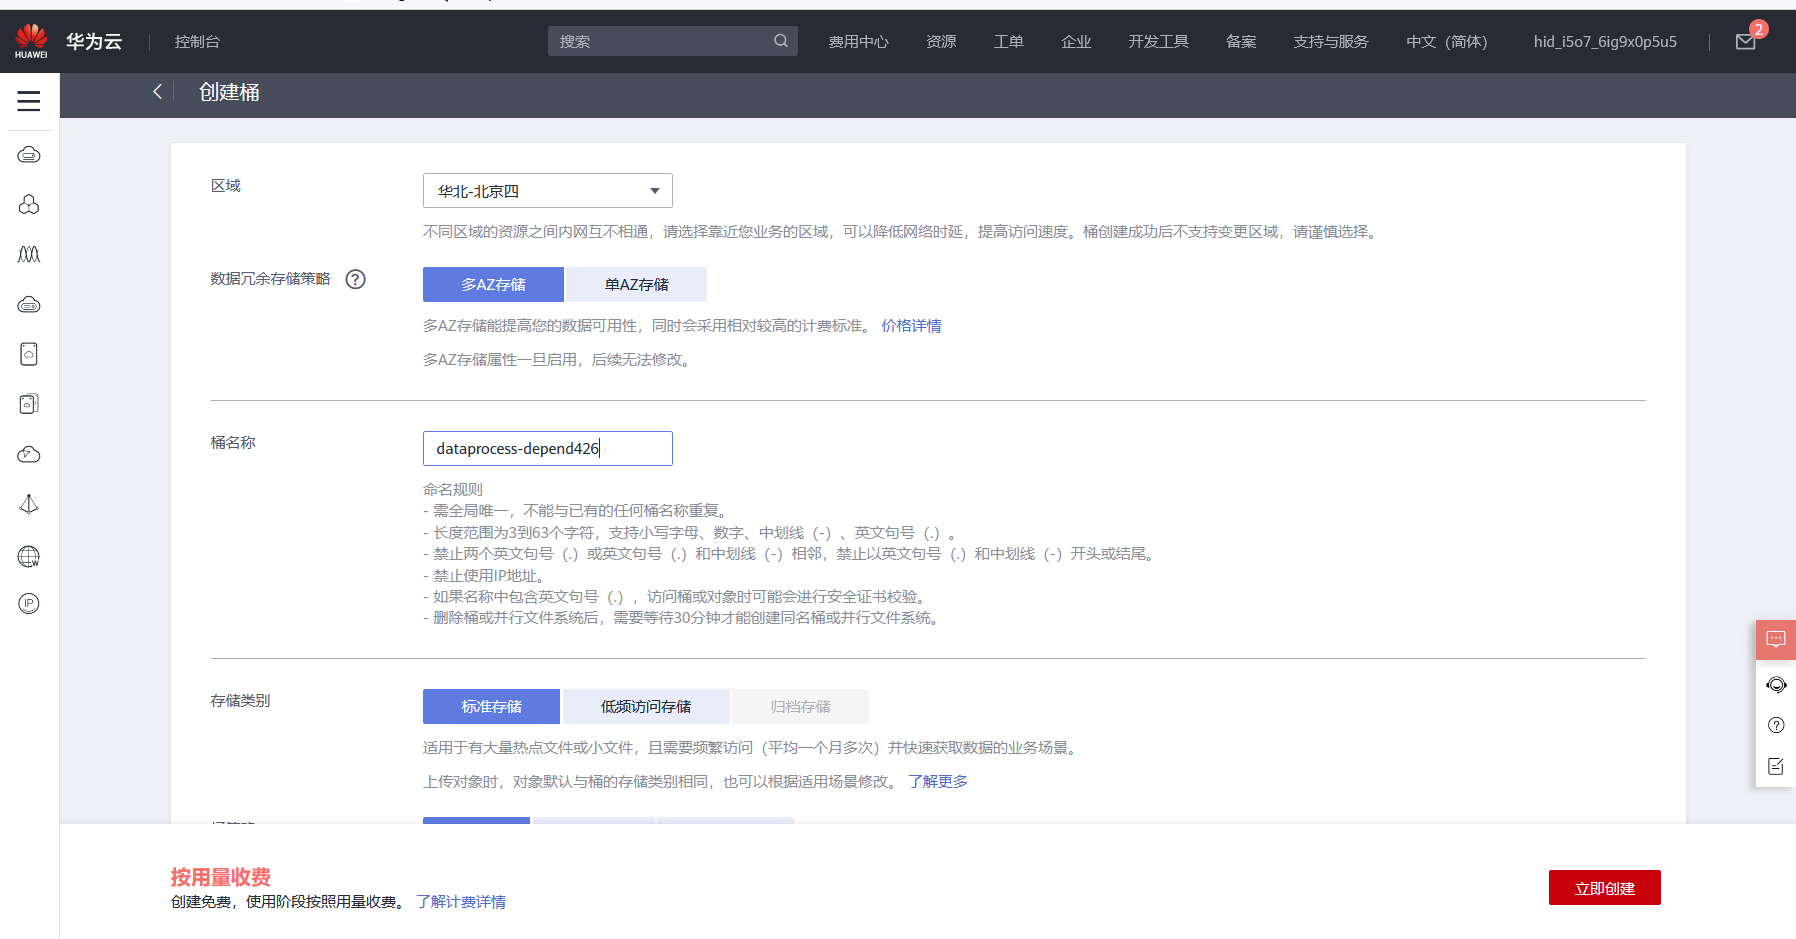 HUAWEI
华为云
控制台
搜索
费用中心
资源
工单
企业
开发工具
备案
支持与服务
中文（简体）
hid_i5o7_6ig9x0p5u5
2
创建桶
区域
华北-北京四
不同区域的资源之间内网互不相通，请选择靠近您业务的区域，可以降低网络时延，提高访问速度。桶创建成功后不支持变更区域，请谨慎选择。
数据冗余存储策略
多AZ存储
单AZ存储
多AZ存储能提高您的数据可用性，同时会采用相对较高的计费标准。 价格详情
多AZ存储属性一旦启用，后续无法修改。
桶名称
dataprocess-depend426
命名规则
- 需全局唯一，不能与已有的任何桶名称重复。
- 长度范围为3到63个字符，支持小写字母、数字、中划线（-）、英文句号（.）。
- 禁止两个英文句号（.）或英文句号（.）和中划线（-）相邻，禁止以英文句号（.）和中划线（-）开头或结尾。
- 禁止使用IP地址。
- 如果名称中包含英文句号（.），访问桶或对象时可能会进行安全证书校验。
- 删除桶或并行文件系统后，需要等待30分钟才能创建同名桶或并行文件系统。
IP
存储类别
标准存储
低频访问存储
归档存储
适用于有大量热点文件或小文件，且需要频繁访问（平均一个月多次）并快速获取数据的业务场景。
上传对象时，对象默认与桶的存储类别相同，也可以根据适用场景修改。 了解更多
按用量收费
创建免费，使用阶段按照用量收费。 了解计费详情
立即创建